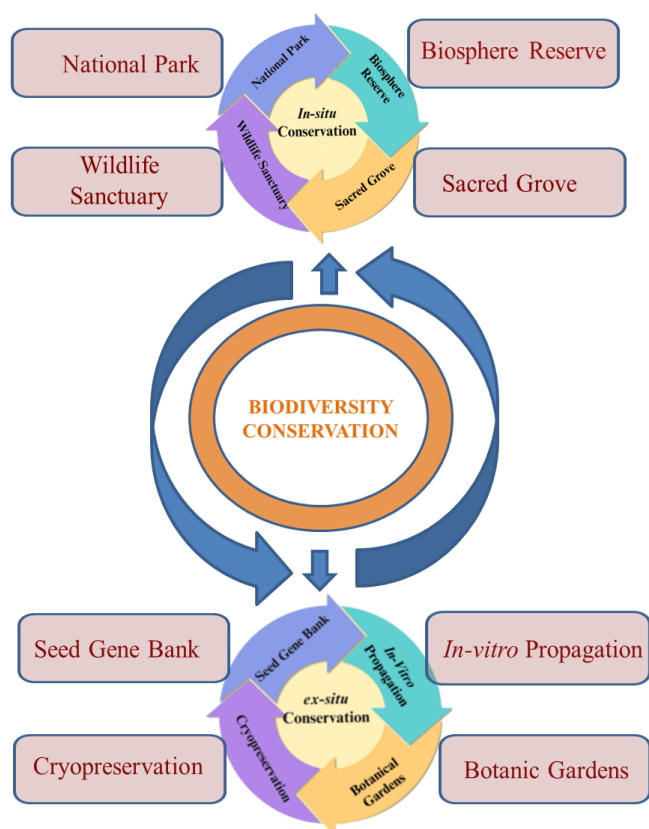 National Park
Biosphere Reserve
National Park
Biosphere
Reserve
In-situ
Conservation
Wildlife
Sanctuary
Wildlife Sanctuary
Sacred Grove
Sacred Grove
BIODIVERSITY
CONSERVATION
Seed Gene Bank
In-vitro Propagation
Seed Gene Bank
In-Vitro
Propagation
ex-situ
Conservation
Cryopreservation
Cryopreservation
Botanical
Gardens
Botanic Gardens